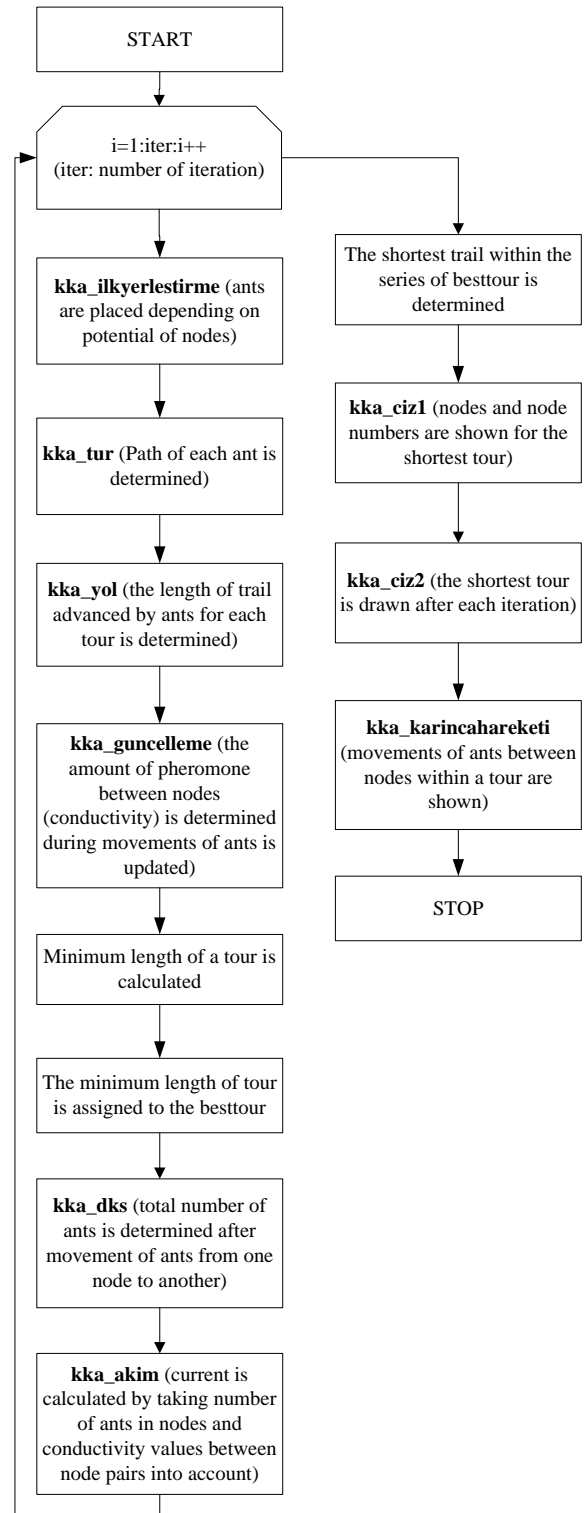 START
i=1:iter:i++
(iter: number of iteration)
kka_ilkyerlestirme (ants
are placed depending on
potential of nodes)
kka_tur (Path of each ant is
determined)
kka_yol (the length of trail
advanced by ants for each
tour is determined)
kka_guncelleme (the
amount of pheromone
between nodes
(conductivity) is determined
during movements of ants is
updated)
Minimum length of a tour is
calculated
The minimum length of tour
is assigned to the besttour
kka_dks (total number of
ants is determined after
movement of ants from one
node to another)
kka_akim (current is
calculated by taking number
of ants in nodes and
conductivity values between
node pairs into account)
The shortest trail within the
series of besttour is
determined
kka_ciz1 (nodes and node
numbers are shown for the
shortest tour)
kka_ciz2 (the shortest tour
is drawn after each iteration)
kka_karincahareketi
(movements of ants between
nodes within a tour are
shown)
STOP